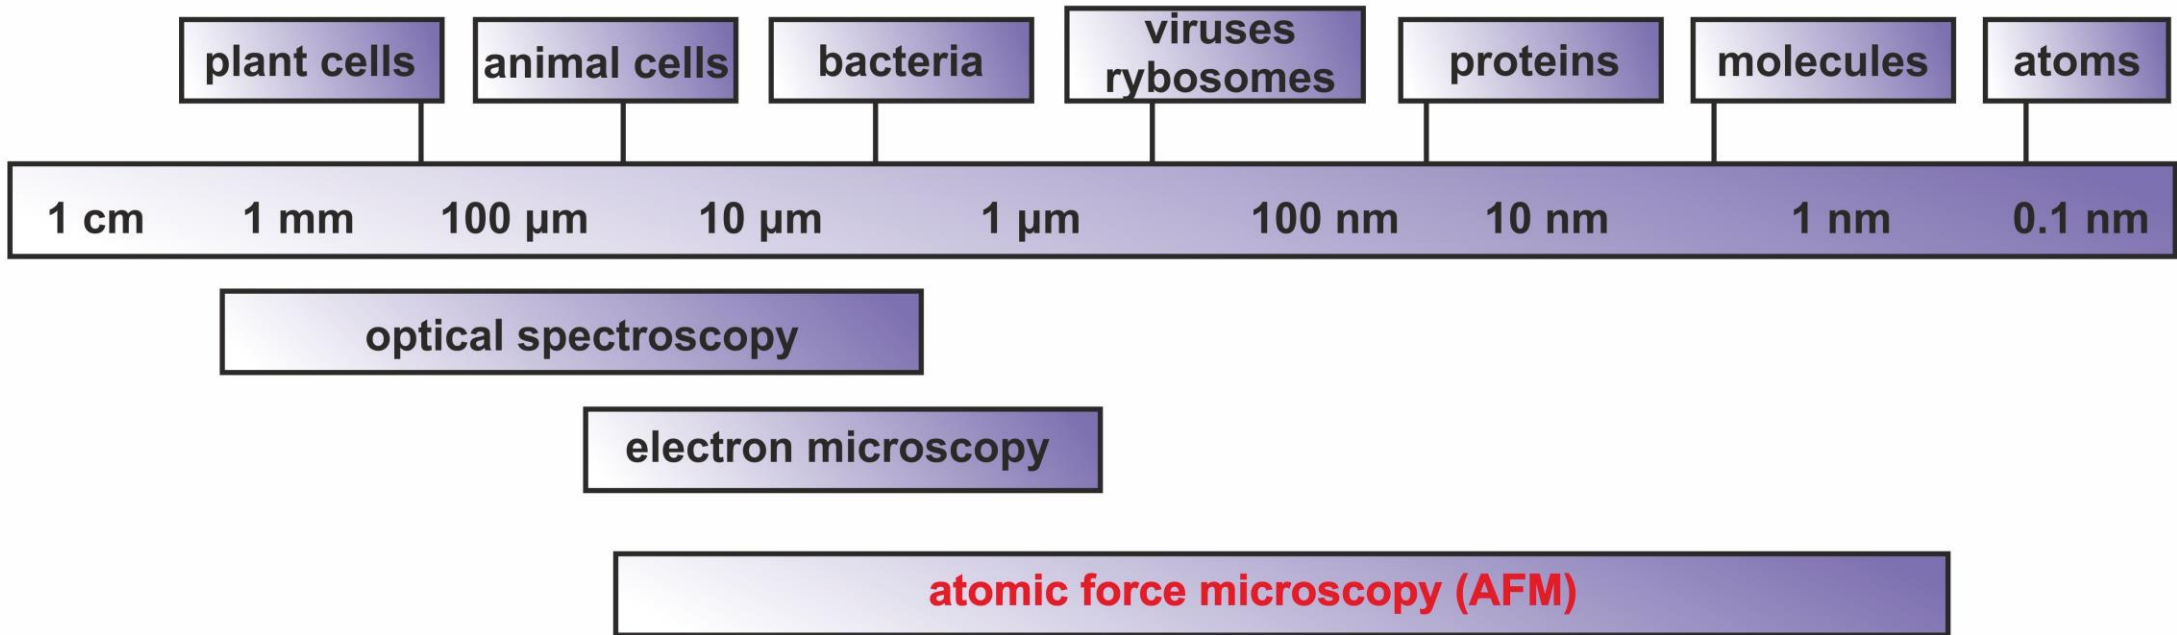 plant cells
animal cells
bacteria
viruses
rybosomes
proteins
molecules
atoms
1 cm
1 mm
100 µm
10 µm
1 µm
100 nm
10 nm
1 nm
0.1 nm
optical spectroscopy
electron microscopy
atomic force microscopy (AFM)